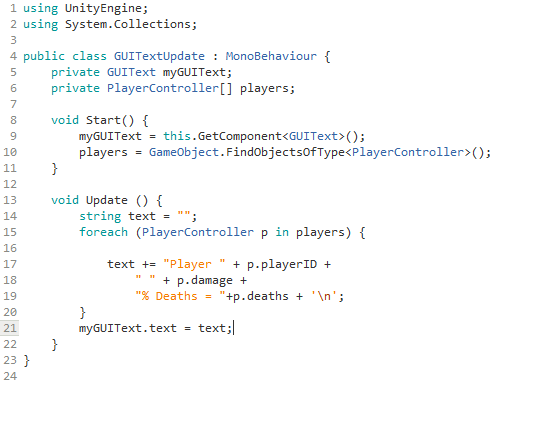 1 using UnityEngine;
2 using System.Collections;
3
4 public class GUITextUpdate : MonoBehaviour {
5     private GUIText myGUIText;
6     private PlayerController[] players;
7
8     void Start() {
9         myGUIText = this.GetComponent<GUIText>();
10         players = GameObject.FindObjectsOfType<PlayerController>();
11     }
12
13     void Update () {
14         string text = "";
15         foreach (PlayerController p in players) {
16
17             text += "Player " + p.playerID +
18                 " " + p.damage +
19                 "% Deaths = "+p.deaths + '\n';
20         }
21         myGUIText.text = text;
22     }
23 }
24